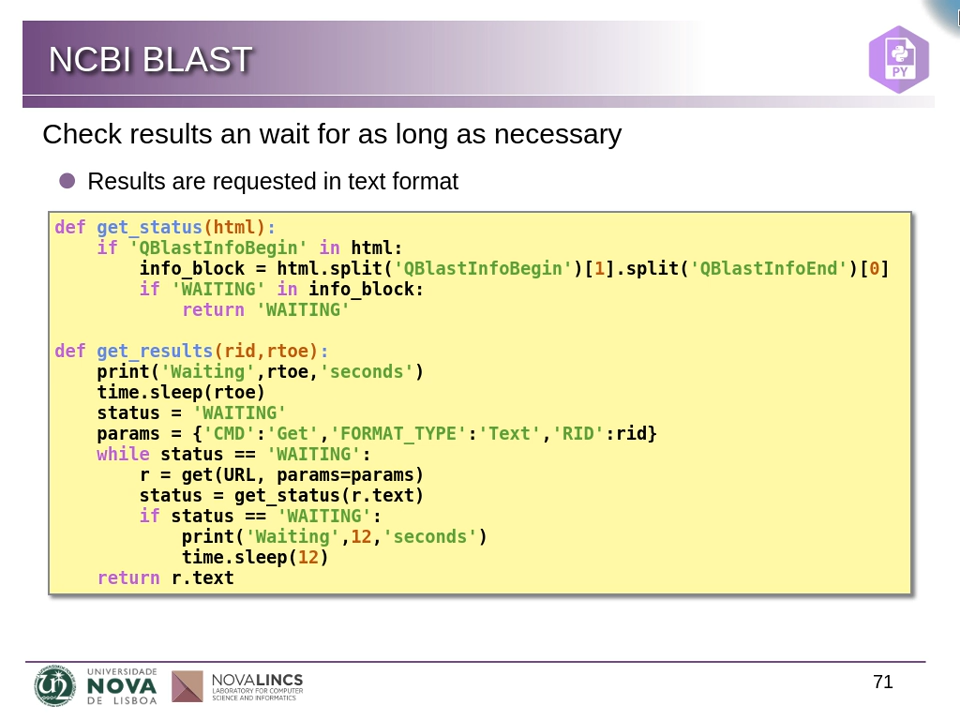 NCBI BLAST
PY
Check results an wait for as long as necessary
Results are requested in text format
def get_status(html):
    if 'QBlastInfoBegin' in html:
        info_block = html.split('QBlastInfoBegin')[1].split('QBlastInfoEnd')[0]
        if 'WAITING' in info_block:
            return 'WAITING'
def get_results(rid,rtoe):
    print('Waiting',rtoe,'seconds')
    time.sleep(rtoe)
    status = 'WAITING'
    params = {'CMD':'Get','FORMAT_TYPE':'Text','RID':rid}
    while status == 'WAITING':
        r = get(URL, params=params)
        status = get_status(r.text)
        if status == 'WAITING':
            print('Waiting',12,'seconds')
            time.sleep(12)
    return r.text
UNIVERSIDADE
NOVA
DE LISBOA
NOVALINCS
LABORATORY FOR COMPUTER
SCIENCE AND INFORMATICS
71